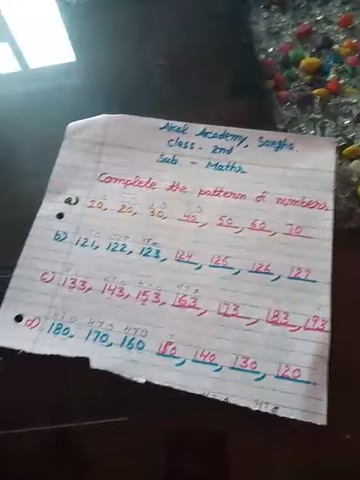 Akal Academy, Sangha.
Class - 2nd
Sub - Maths
Complete the pattern of numbers
a) 20, 20, 30, 40, 50, 60, 70
b) 121, 122, 123, 124, 125, 126, 127
c) 133, 143, 153, 163, 173, 183, 193
d) 180, 170, 160 150, 140, 130, 120